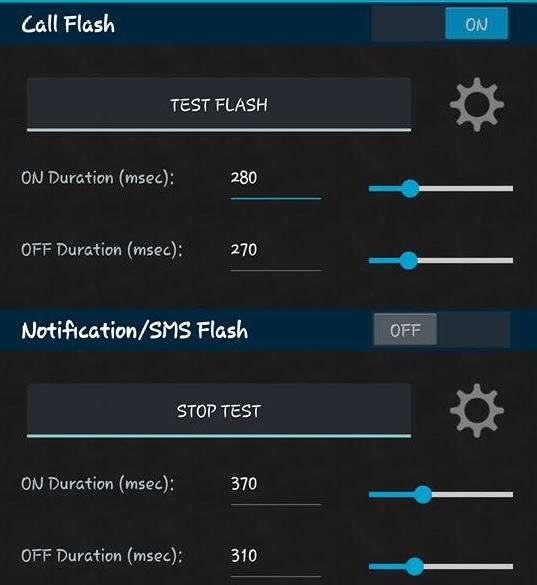 Call Flash ON
TEST FLASH
ON Duration (msec): 280
OFF Duration (msec): 270
Notification/SMS Flash OFF
STOP TEST
ON Duration (msec): 370
OFF Duration (msec): 310